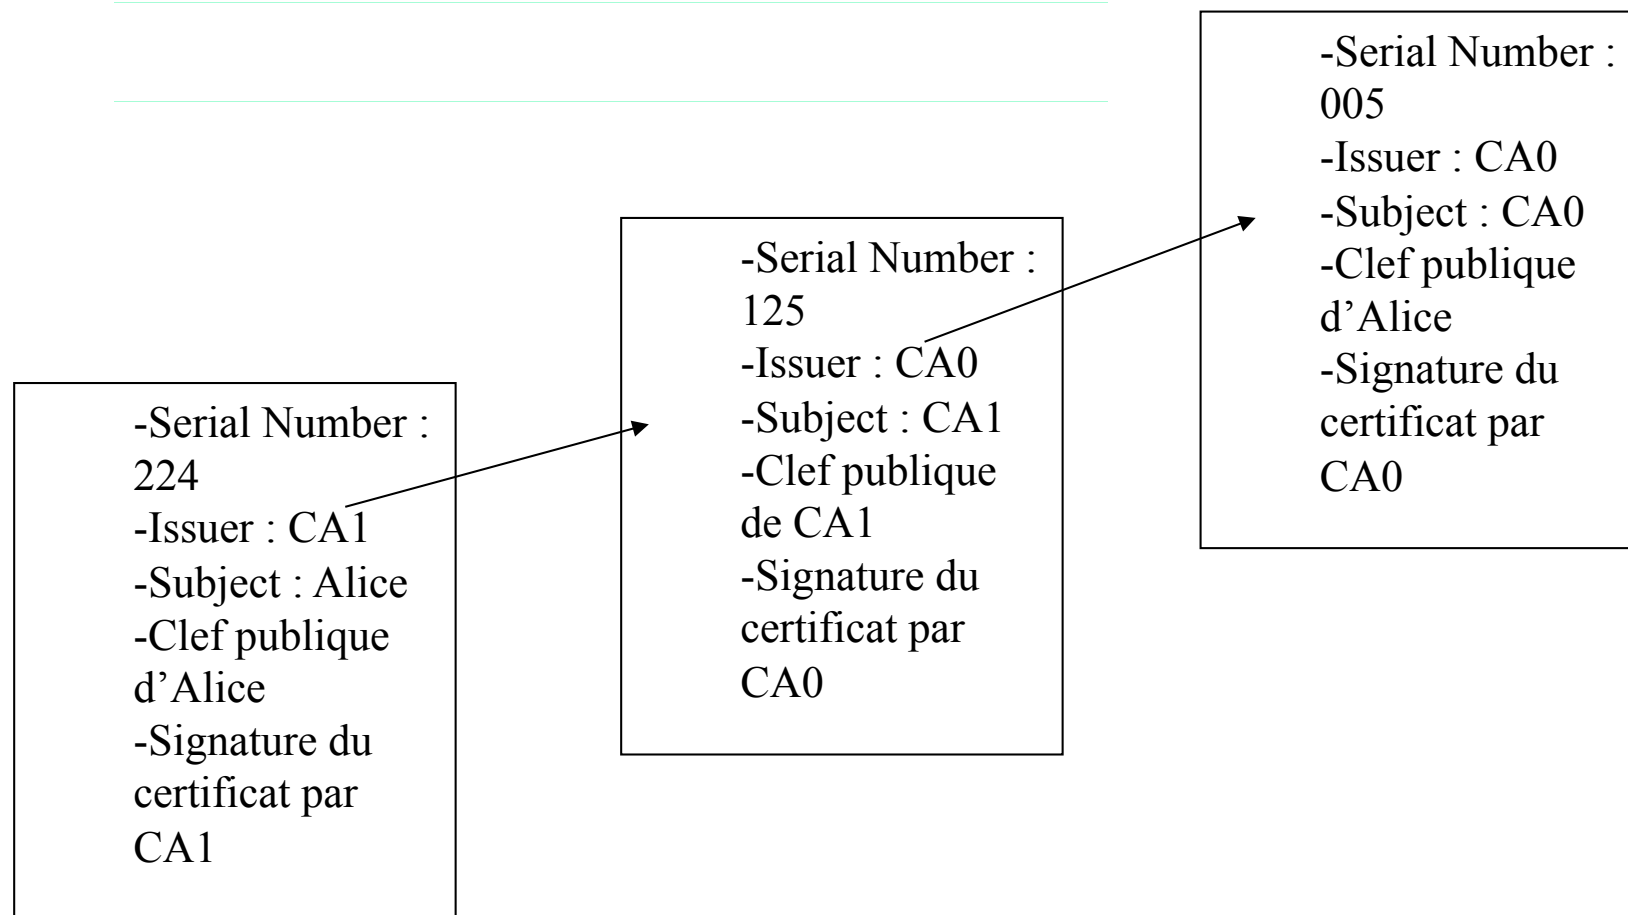 -Serial Number :
224
-Issuer : CA1
-Subject : Alice
-Clef publique
d’Alice
-Signature du
certificat par
CA1
-Serial Number :
125
-Issuer : CA0
-Subject : CA1
-Clef publique
de CA1
-Signature du
certificat par
CA0
-Serial Number :
005
-Issuer : CA0
-Subject : CA0
-Clef publique
d’Alice
-Signature du
certificat par
CA0